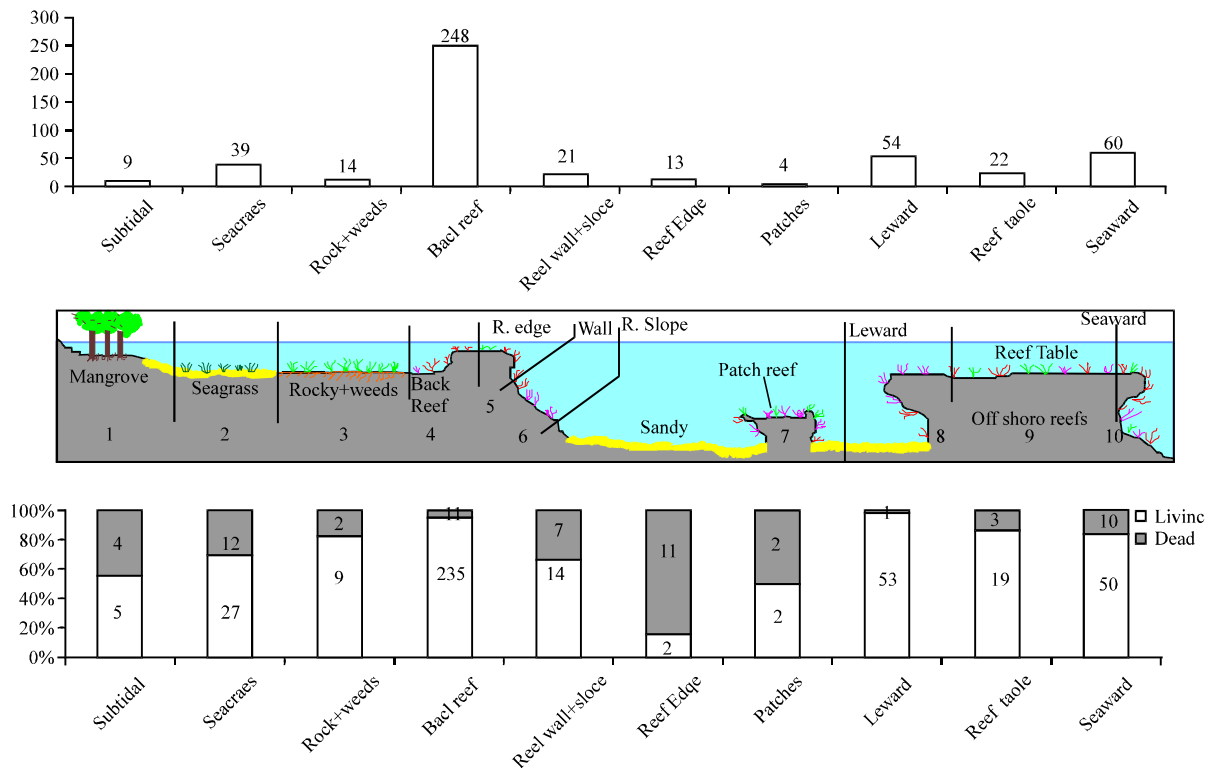 300
250
200
150
100
50
0
9
39
14
248
21
13
4
54
22
60
Subtidal
Seacraes
Rock+weeds
Bacl reef
Reel wall+sloce
Reef Edqe
Patches
Leward
Reef taole
Seaward
R. edge
Wall
R. Slope
Leward
Seaward
Mangrove
Seagrass
Rocky+weeds
Back
Reef
Patch reef
Reef Table
Sandy
Off shoro reefs
1
2
3
4
5
6
7
8
9
10
100%
80%
60%
40%
20%
0%
4
12
2
11
7
11
2
1
3
10
5
27
9
235
14
2
2
53
19
50
Livinc
Dead
Subtidal
Seacraes
Rock+weeds
Bacl reef
Reel wall+sloce
Reef Edqe
Patches
Leward
Reef taole
Seaward